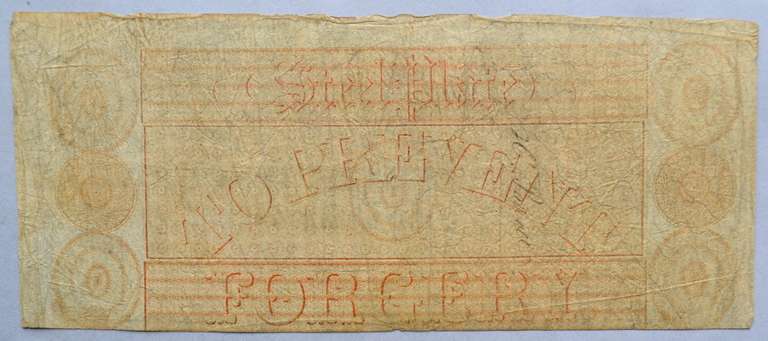 Steel Plate
TO PREVENT
FORGERY